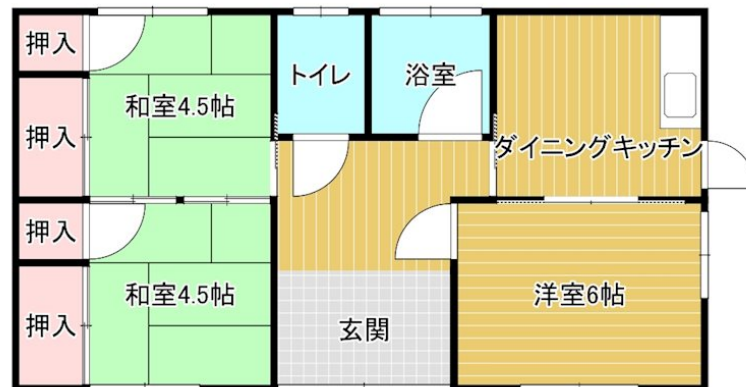 押入
トイレ
浴室
和室4.5帖
押入
ダイニングキッチン
押入
和室4.5帖
洋室6帖
押入
玄関